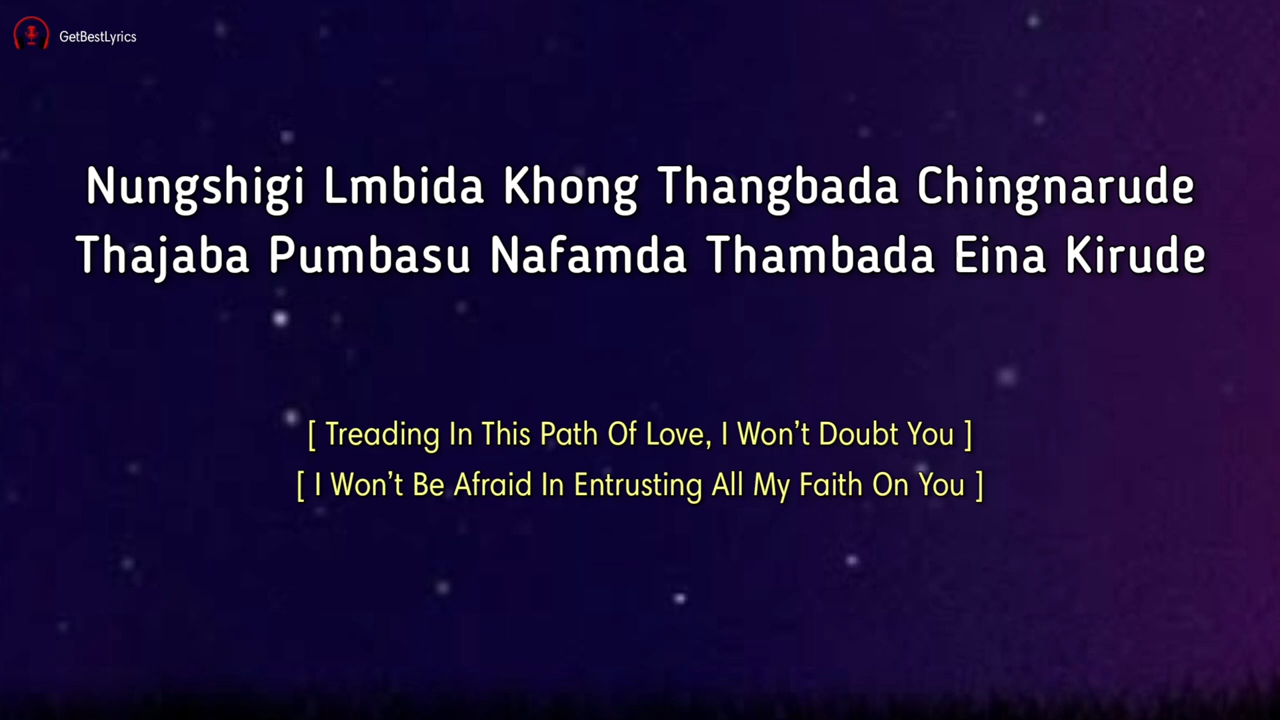 GetBestLyrics
Nungshigi Lmbida Khong Thangbada Chingnarude
Thajaba Pumbasu Nafamda Thambada Eina Kirude
[ Treading In This Path Of Love, I Won’t Doubt You ]
[ I Won’t Be Afraid In Entrusting All My Faith On You ]